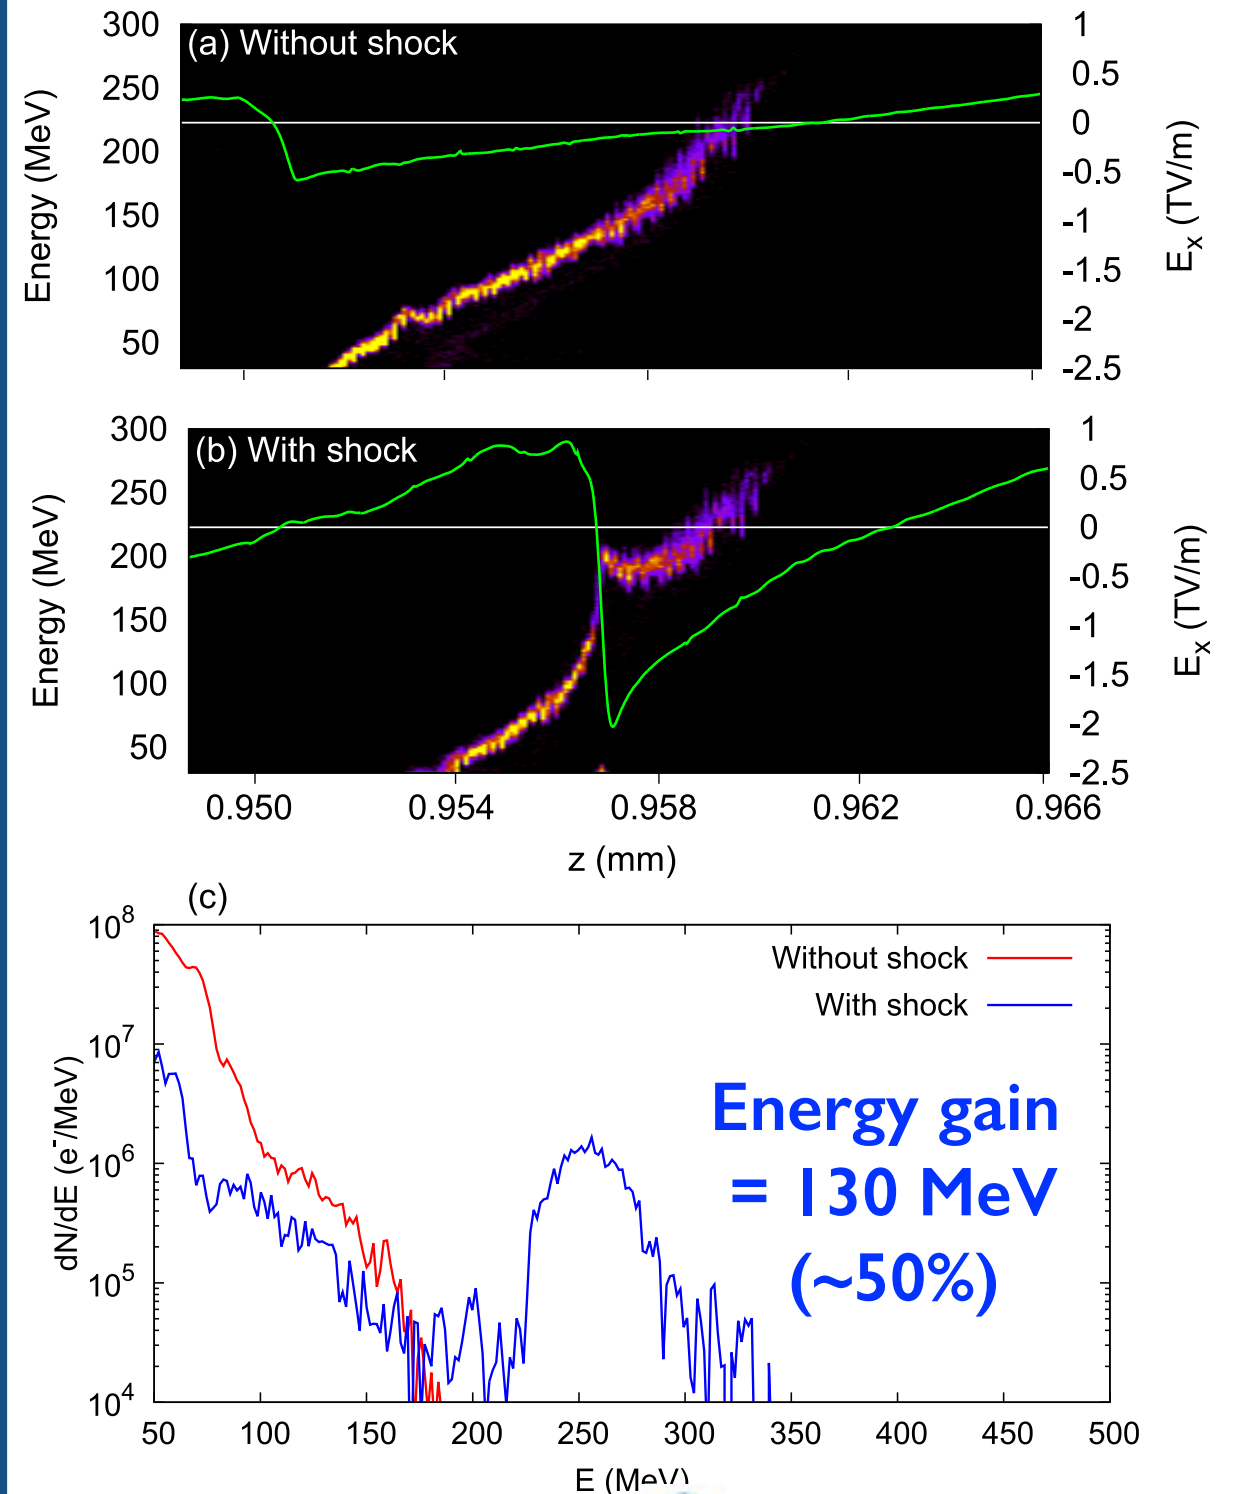 (a) Without shock
300
250
200
150
100
50
Energy (MeV)
1
0.5
0
-0.5
-1
-1.5
-2
-2.5
E_x (TV/m)
(b) With shock
300
250
200
150
100
50
Energy (MeV)
1
0.5
0
-0.5
-1
-1.5
-2
-2.5
E_x (TV/m)
0.950 0.954 0.958 0.962 0.966
z (mm)
(c)
10^8
10^7
10^6
10^5
10^4
dN/dE (e^-/MeV)
Without shock
With shock
Energy gain
= 130 MeV
(~50%)
50 100 150 200 250 300 350 400 450 500
E (MeV)